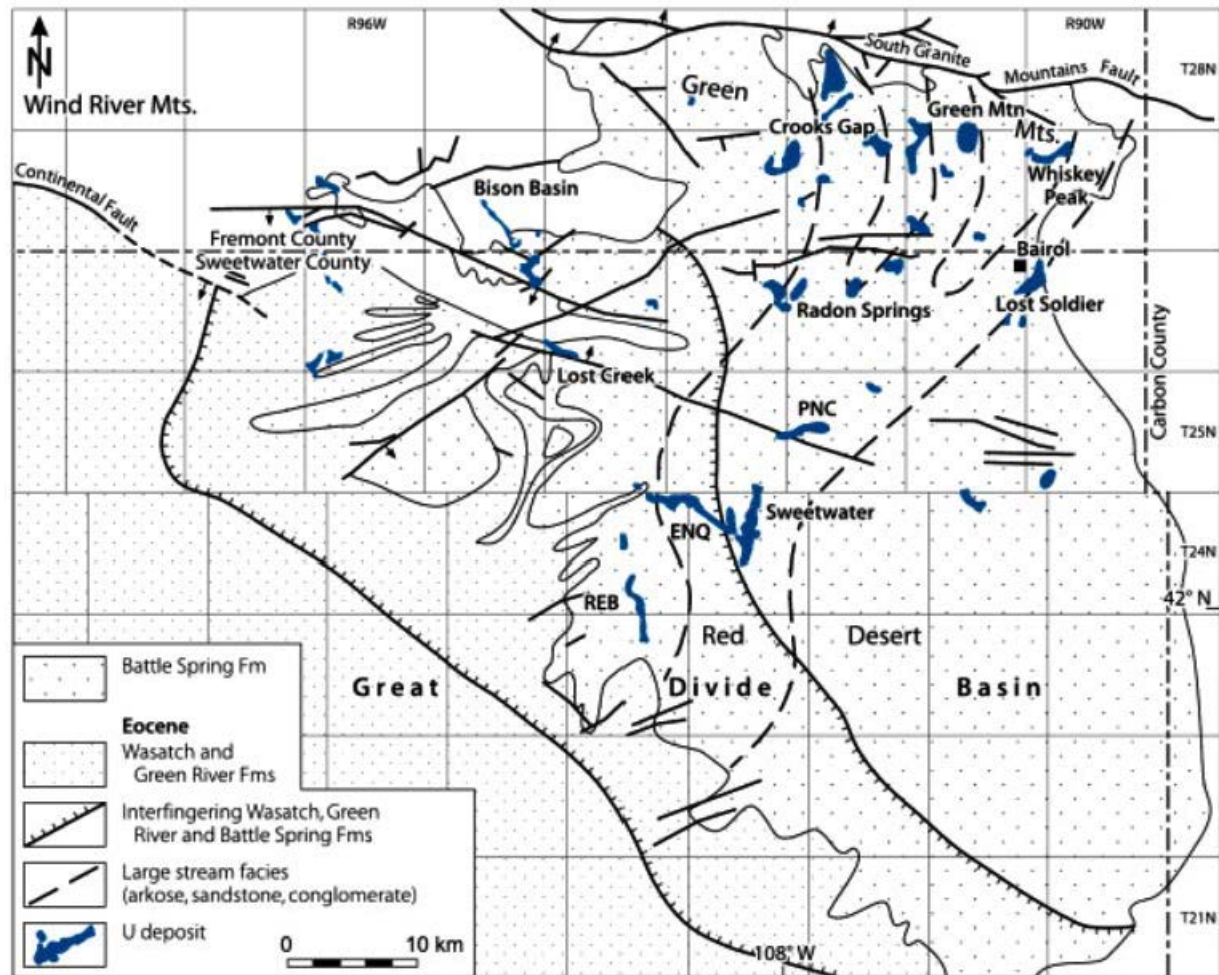 R96W
R90W
N
Wind River Mts.
South Granite
Mountains Fault
T28N
Green
Crooks Gap
Green Mtn
Mts.
Whiskey
Peak
Continental Fault
Bison Basin
Fremont County
Sweetwater County
Bairol
Radon Springs
Lost Soldier
Lost Creek
PNC
Carbon County
T25N
ENQ
Sweetwater
T24N
42° N
REB
Red
Desert
Great
Divide
Basin
Battle Spring Fm
Eocene
Wasatch and
Green River Fms
Interfingering Wasatch, Green
River and Battle Spring Fms
Large stream facies
(arkose, sandstone, conglomerate)
U deposit
0 10 km
108° W
T21N